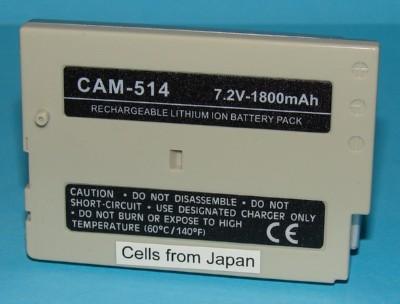 CAM-514 7.2V-1800mAh
RECHARGEABLE LITHIUM ION BATTERY PACK
CAUTION • DO NOT DISASSEMBLE • DO NOT
SHORT-CIRCUIT • USE DESIGNATED CHARGER ONLY
• DO NOT BURN OR EXPOSE TO HIGH
TEMPERATURE (60°C/140°F) CE
Cells from Japan